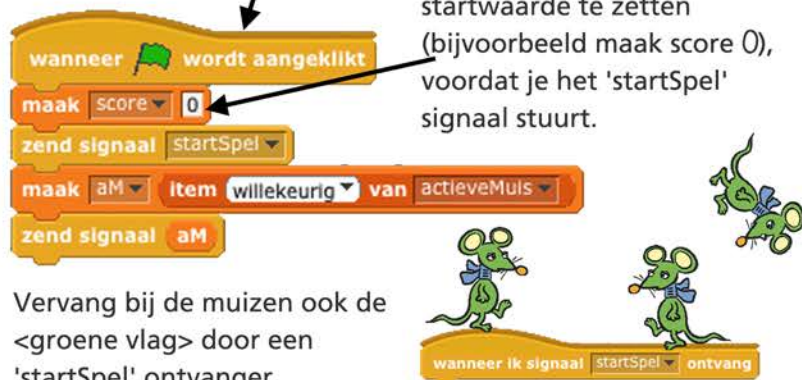 startwaarde te zetten
(bijvoorbeeld maak score 0),
voordat je het 'startSpel'
signaal stuurt.
wanneer wordt aangeklikt
maak score 0
zend signaal startSpel
maak aM item willekeurig van actieveMuis
zend signaal aM
Vervang bij de muizen ook de
<groene vlag> door een
'startSpel' ontvanger
wanneer ik signaal startSpel ontvang